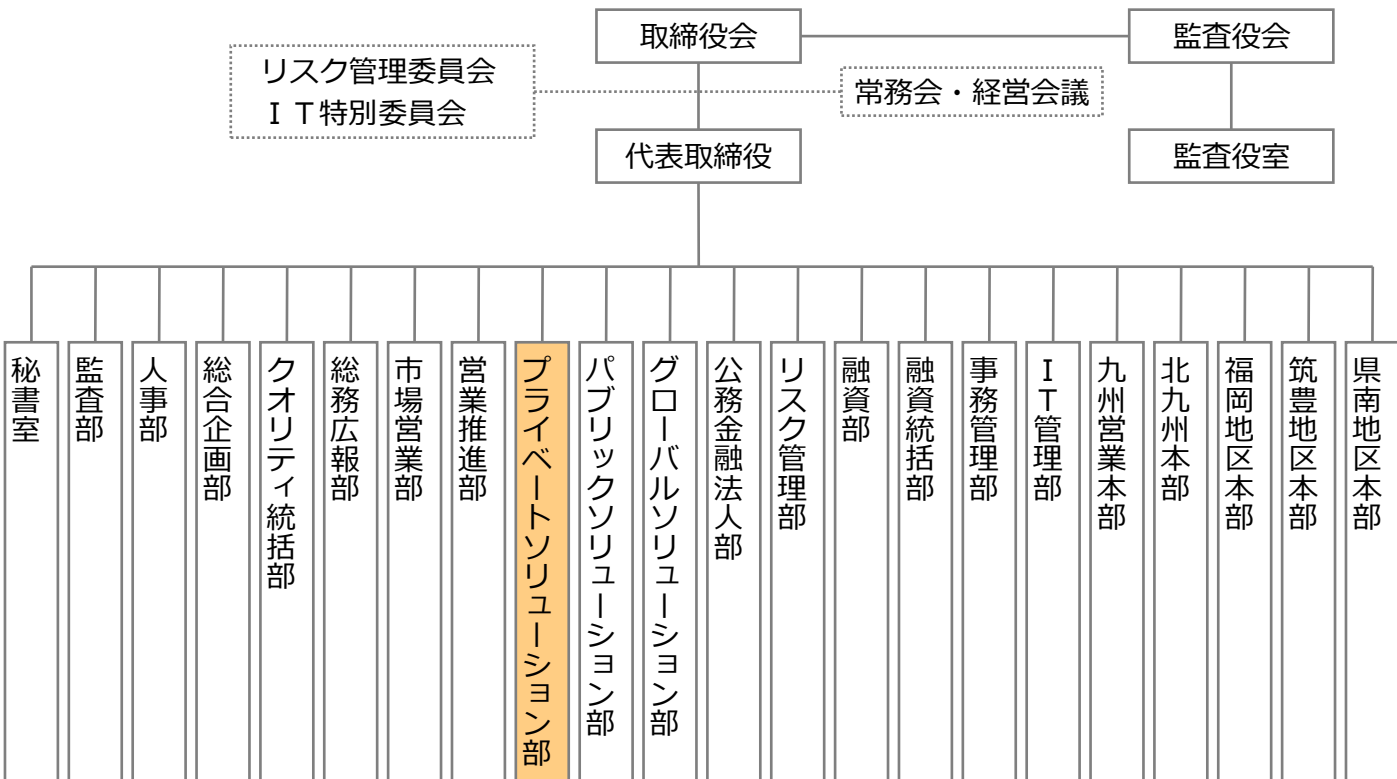 取締役会
監査役会
リスク管理委員会
ＩＴ特別委員会
常務会・経営会議
代表取締役
監査役室
秘書室
監査部
人事部
総合企画部
クオリティ統括部
総務広報部
市場営業部
営業推進部
プライベートソリューション部
パブリックソリューション部
グローバルソリューション部
公務金融法人部
リスク管理部
融資部
融資統括部
事務管理部
IT管理部
九州営業本部
北九州本部
福岡地区本部
筑豊地区本部
県南地区本部